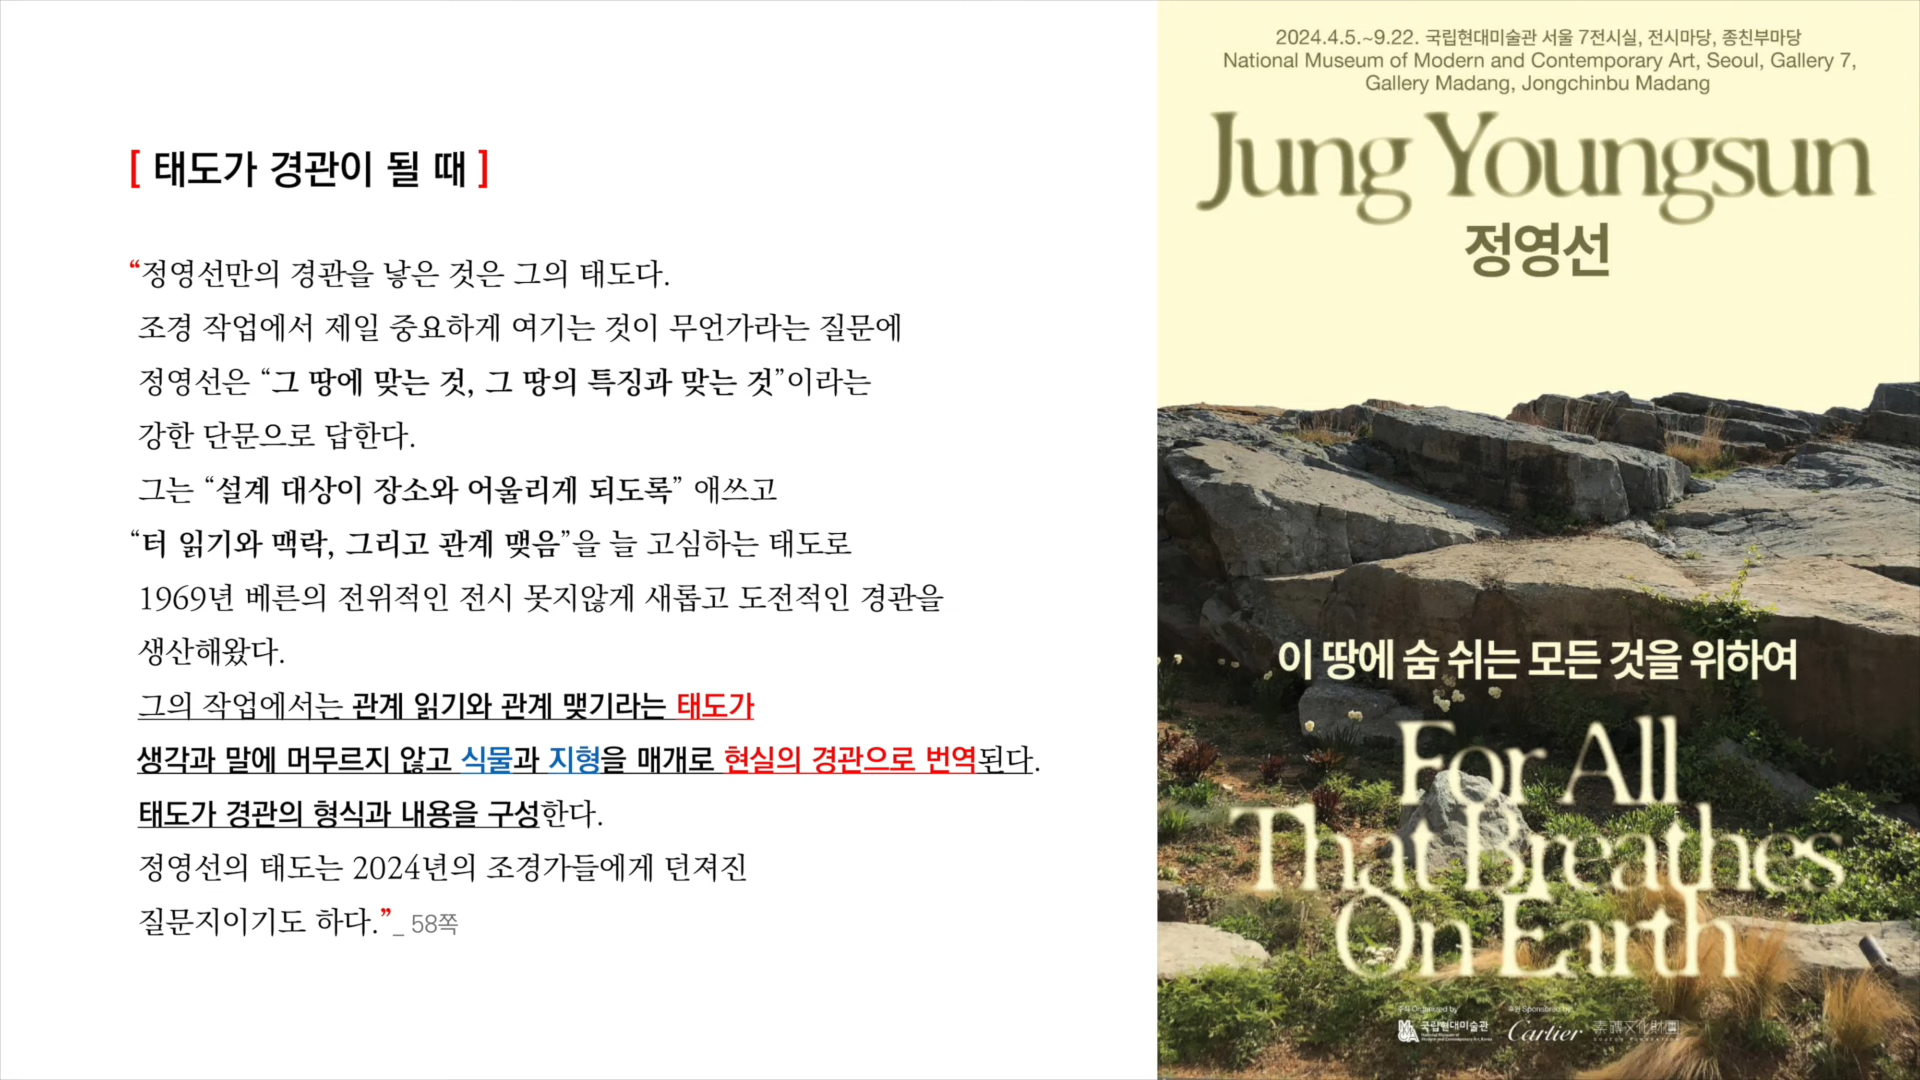 [ 태도가 경관이 될 때 ]
“정영선만의 경관을 낳은 것은 그의 태도다.
조경 작업에서 제일 중요하게 여기는 것이 무언가라는 질문에
정영선은 “그 땅에 맞는 것, 그 땅의 특징과 맞는 것”이라는
강한 단문으로 답한다.
그는 “설계 대상이 장소와 어울리게 되도록” 애쓰고
“터 읽기와 맥락, 그리고 관계 맺음”을 늘 고심하는 태도로
1969년 베른의 전위적인 전시 못지않게 새롭고 도전적인 경관을
생산해왔다.
그의 작업에서는 관계 읽기와 관계 맺기라는 태도가
생각과 말에 머무르지 않고 식물과 지형을 매개로 현실의 경관으로 번역된다.
태도가 경관의 형식과 내용을 구성한다.
정영선의 태도는 2024년의 조경가들에게 던져진
질문지이기도 하다.”_ 58쪽
2024.4.5.~9.22. 국립현대미술관 서울 7전시실, 전시마당, 종친부마당
National Museum of Modern and Contemporary Art, Seoul, Gallery 7,
Gallery Madang, Jongchinbu Madang
Jung Youngsun
정영선
이 땅에 숨 쉬는 모든 것을 위하여
For All
That Breathes
On Earth
주최 Organized by
후원 Sponsored by
국립현대미술관
Cartier